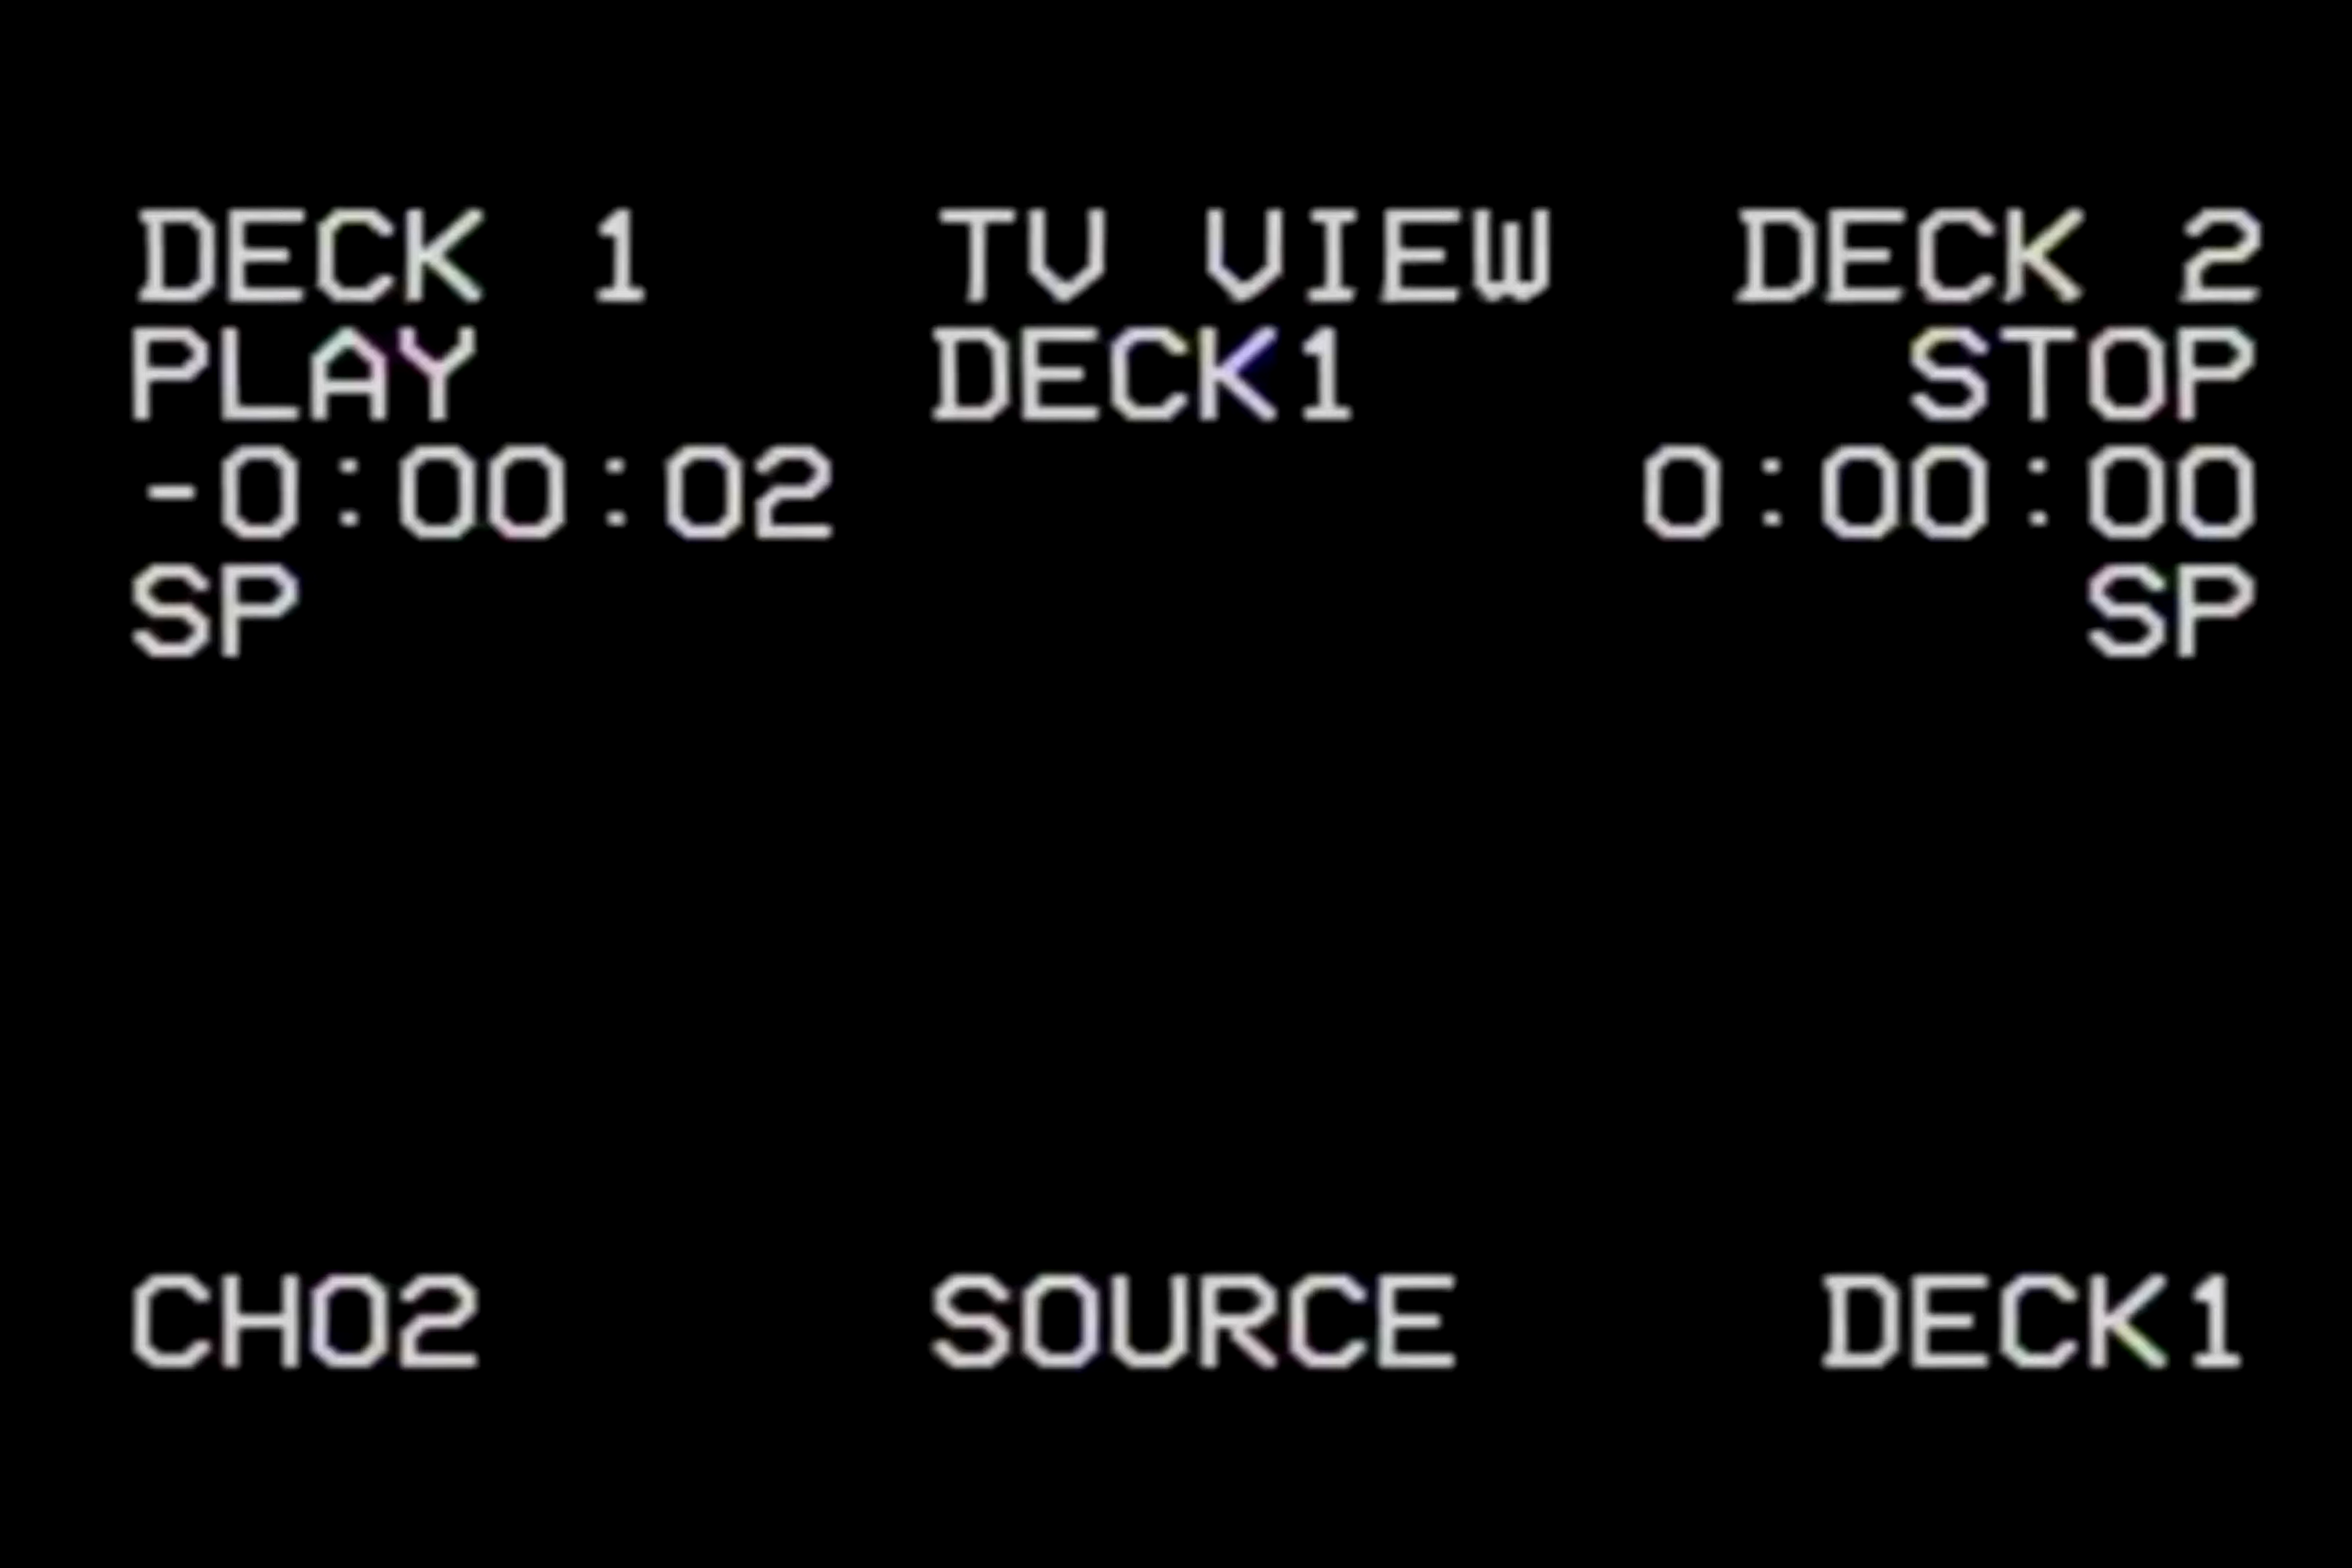 DECK 1 TV VIEW DECK 2
PLAY DECK1 STOP
-0:00:02 0:00:00
SP SP
CH02 SOURCE DECK1